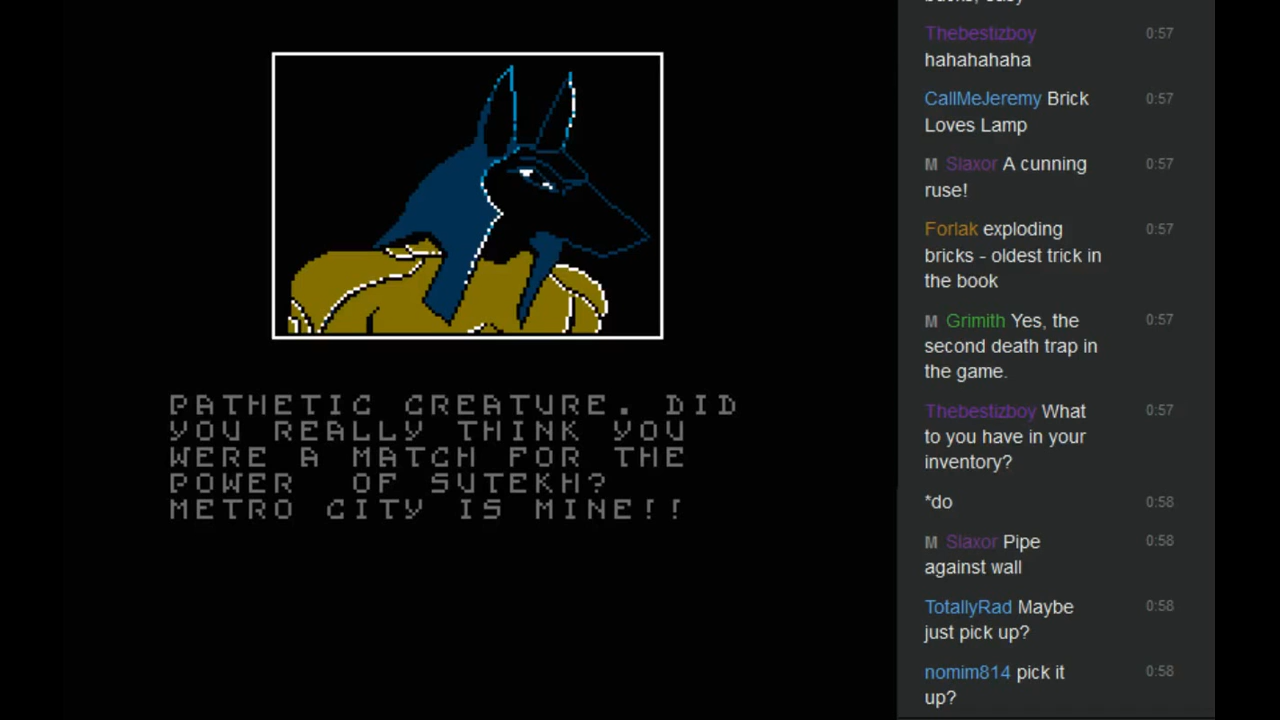 PATHETIC CREATURE. DID
YOU REALLY THINK YOU
WERE A MATCH FOR THE
POWER OF SUTEKH?
METRO CITY IS MINE!!
Thebestizboy 0:57
hahahahaha
CallMeJeremy Brick 0:57
Loves Lamp
M Slaxor A cunning 0:57
ruse!
Forlak exploding 0:57
bricks - oldest trick in
the book
M Grimith Yes, the 0:57
second death trap in
the game.
Thebestizboy What 0:57
to you have in your
inventory?
*do 0:58
M Slaxor Pipe 0:58
against wall
TotallyRad Maybe 0:58
just pick up?
nomim814 pick it 0:58
up?